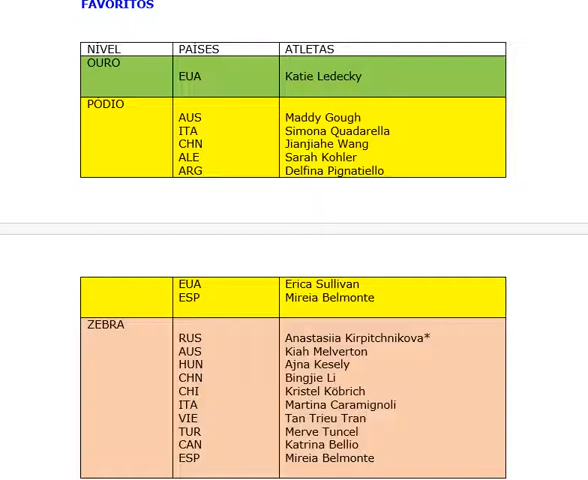 FAVORITOS
NÍVEL PAÍSES ATLETAS
OURO
EUA Katie Ledecky
PÓDIO
AUS Maddy Gough
ITA Simona Quadarella
CHN Jianjiahe Wang
ALE Sarah Kohler
ARG Delfina Pignatiello
EUA Erica Sullivan
ESP Mireia Belmonte
ZEBRA
RUS Anastasiia Kirpitchnikova*
AUS Kiah Melverton
HUN Ajna Kesely
CHN Bingjie Li
CHI Kristel Köbrich
ITA Martina Caramignoli
VIE Tan Trieu Tran
TUR Merve Tuncel
CAN Katrina Bellio
ESP Mireia Belmonte